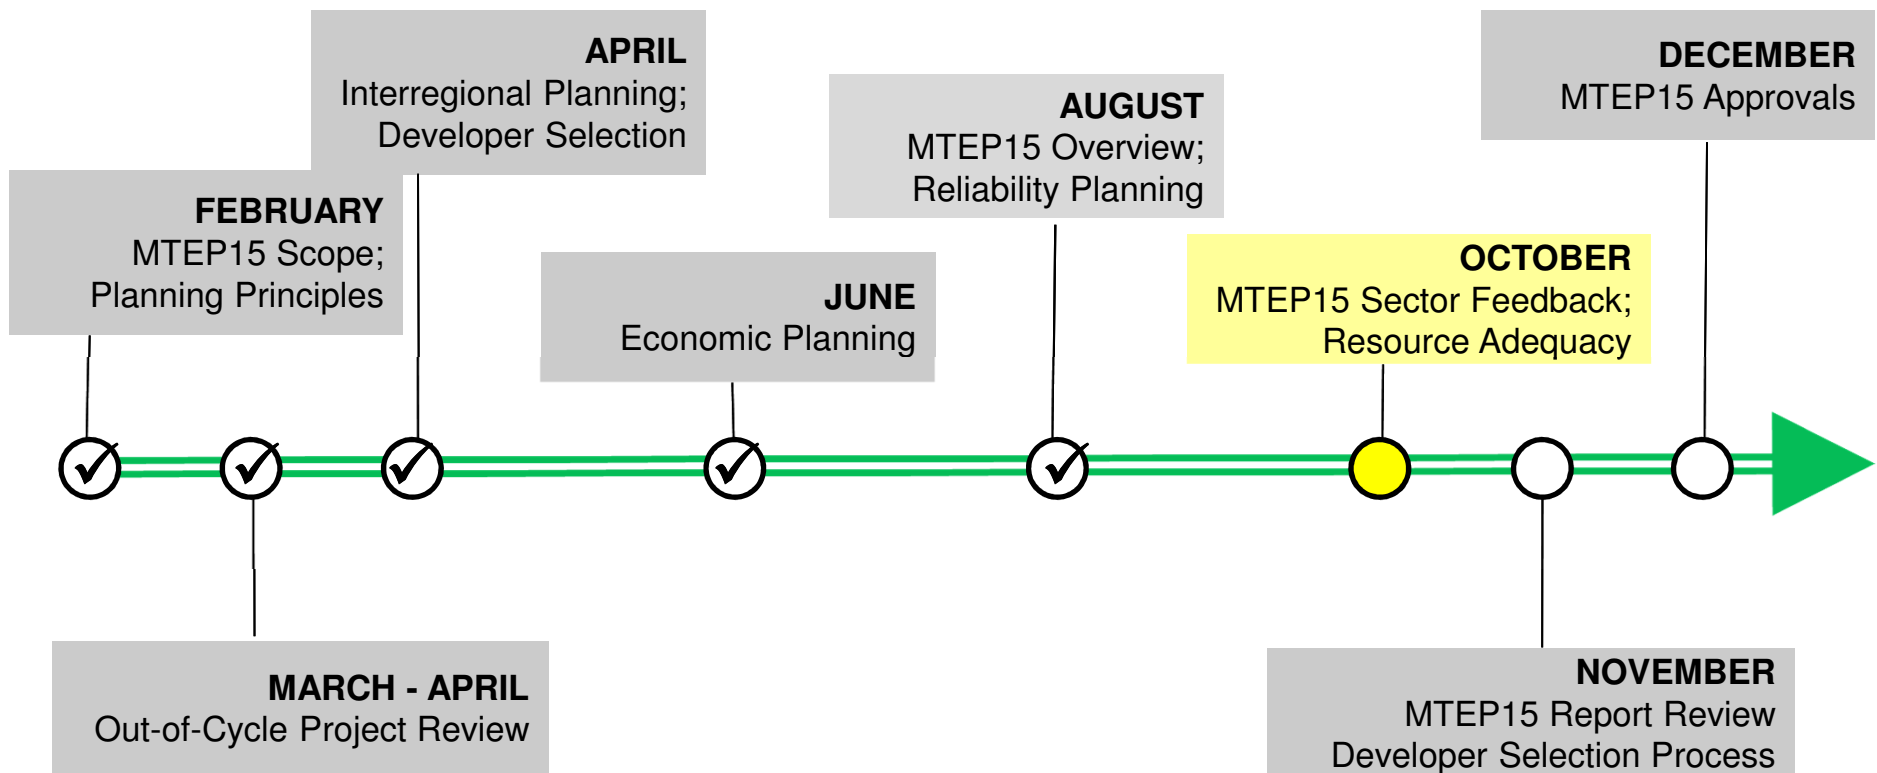 APRIL
Interregional Planning;
Developer Selection
DECEMBER
MTEP15 Approvals
AUGUST
MTEP15 Overview;
Reliability Planning
FEBRUARY
MTEP15 Scope;
Planning Principles
OCTOBER
MTEP15 Sector Feedback;
Resource Adequacy
JUNE
Economic Planning
MARCH - APRIL
Out-of-Cycle Project Review
NOVEMBER
MTEP15 Report Review
Developer Selection Process